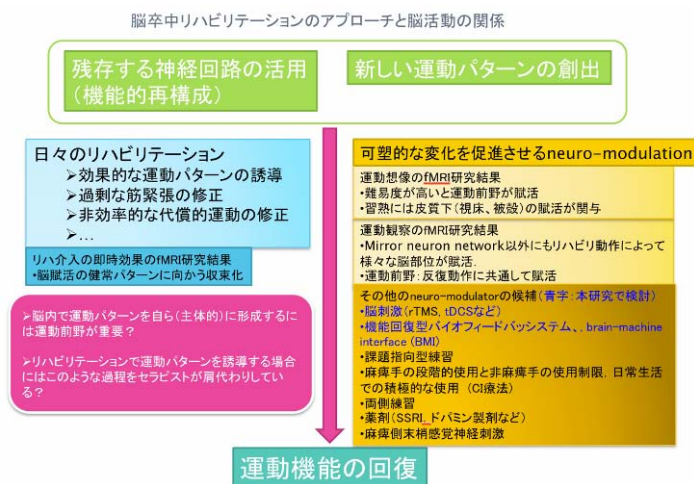 脳卒中リハビリテーションのアプローチと脳活動の関係
残存する神経回路の活用
(機能的再構成)
新しい運動パターンの創出
日々のリハビリテーション
➢効果的な運動パターンの誘導
➢過剰な筋緊張の修正
➢非効率的な代償的運動の修正
➢…
リハ介入の即時効果のfMRI研究結果
・脳賦活の健常パターンに向かう収束化
➢脳内で運動パターンを自ら(主体的)に形成するに
は運動前野が重要?
➢リハビリテーションで運動パターンを誘導する場合
にはこのような過程をセラピストが肩代わりしてい
る?
可塑的な変化を促進させるneuro-modulation
運動想像のfMRI研究結果
・難易度が高いと運動前野が賦活
・習熟には皮質下(視床、被殻)の賦活が関与
運動観察のfMRI研究結果
・Mirror neuron network以外にもリハビリ動作によって
様々な脳部位が賦活.
・運動前野:反復動作に共通して賦活
その他のneuro-modulatorの候補(青字:本研究で検討)
・脳刺激(rTMS, tDCSなど)
・機能回復型バイオフィードバッシステム、, brain-machine
interface (BMI)
・課題指向型練習
・麻痺手の段階的使用と非麻痺手の使用制限, 日常生活
での積極的な使用 (CI療法)
・両側練習
・薬剤(SSRI, ドパミン製剤など)
・麻痺側末梢感覚神経刺激
運動機能の回復